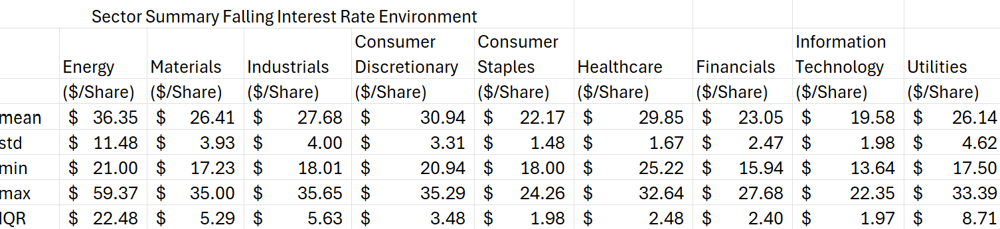 Sector Summary Falling Interest Rate Environment
Energy Materials Industrials Consumer Discretionary Consumer Staples Healthcare Financials Information Technology Utilities
($/Share) ($/Share) ($/Share) ($/Share) ($/Share) ($/Share) ($/Share) ($/Share) ($/Share)
mean $ 36.35 $ 26.41 $ 27.68 $ 30.94 $ 22.17 $ 29.85 $ 23.05 $ 19.58 $ 26.14
std $ 11.48 $ 3.93 $ 4.00 $ 3.31 $ 1.48 $ 1.67 $ 2.47 $ 1.98 $ 4.62
min $ 21.00 $ 17.23 $ 18.01 $ 20.94 $ 18.00 $ 25.22 $ 15.94 $ 13.64 $ 17.50
max $ 59.37 $ 35.00 $ 35.65 $ 35.29 $ 24.26 $ 32.64 $ 27.68 $ 22.35 $ 33.39
IQR $ 22.48 $ 5.29 $ 5.63 $ 3.48 $ 1.98 $ 2.48 $ 2.40 $ 1.97 $ 8.71